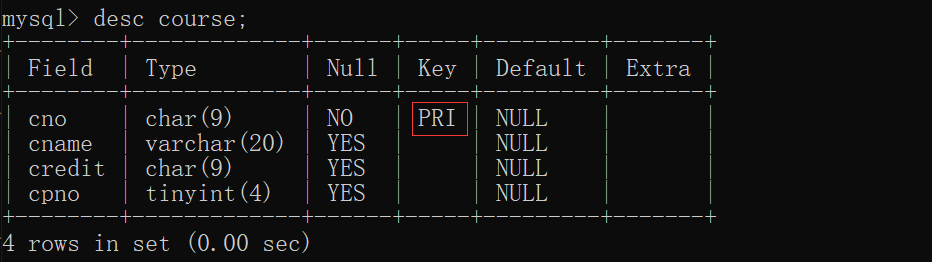 mysql> desc course;
+--------+-------------+------+-----+---------+-------+
| Field  | Type        | Null | Key | Default | Extra |
+--------+-------------+------+-----+---------+-------+
| cno    | char(9)     | NO   | PRI | NULL    |       |
| cname  | varchar(20) | YES  |     | NULL    |       |
| credit | char(9)     | YES  |     | NULL    |       |
| cpno   | tinyint(4)  | YES  |     | NULL    |       |
+--------+-------------+------+-----+---------+-------+
4 rows in set (0.00 sec)